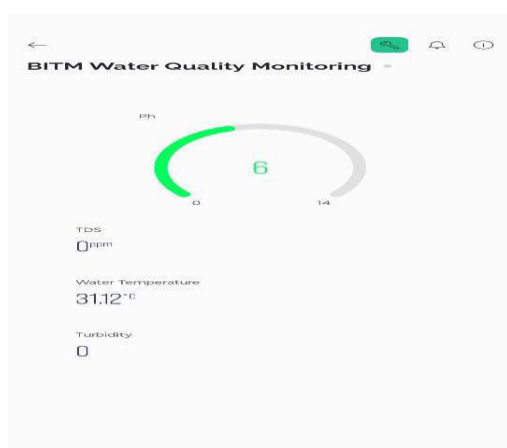 BITM Water Quality Monitoring
Ph
6
0 14
TDS
0ppm
Water Temperature
31.12°C
Turbidity
0